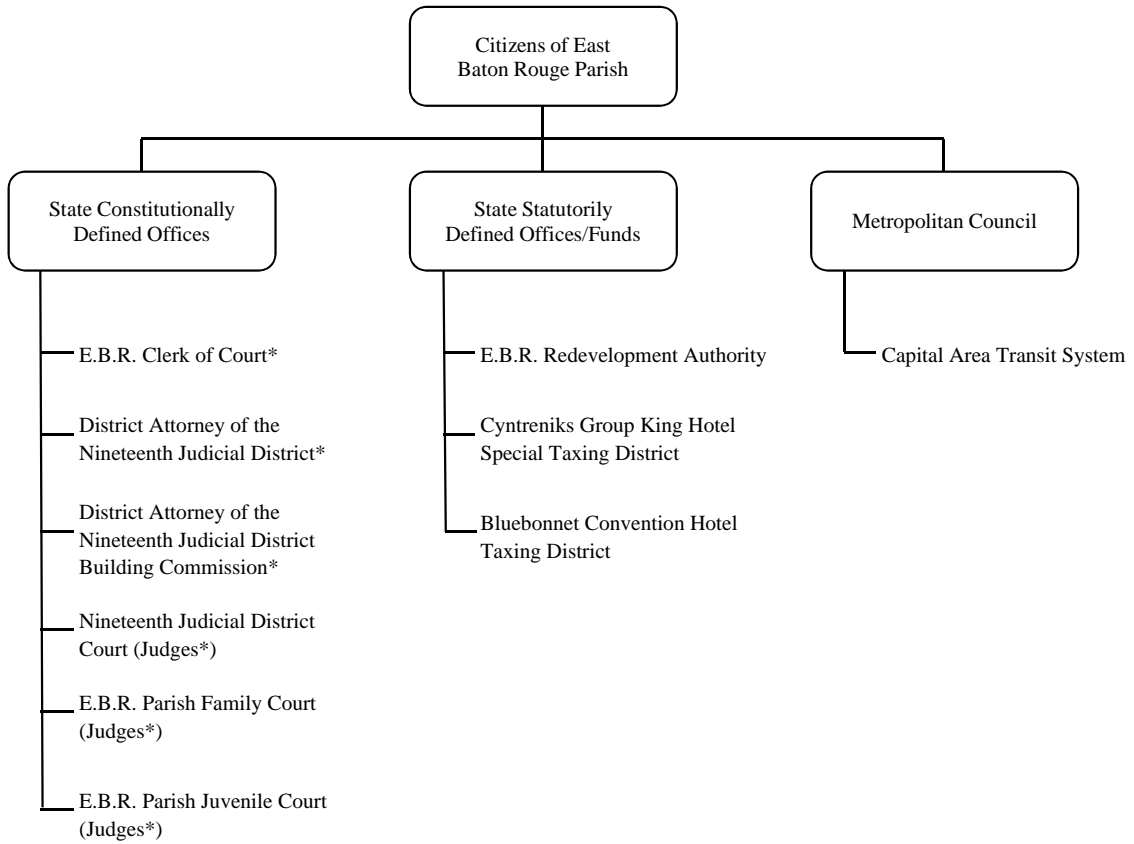 Citizens of East
Baton Rouge Parish
State Constitutionally
Defined Offices
State Statutorily
Defined Offices/Funds
Metropolitan Council
E.B.R. Clerk of Court*
District Attorney of the
Nineteenth Judicial District*
District Attorney of the
Nineteenth Judicial District
Building Commission*
Nineteenth Judicial District
Court (Judges*)
E.B.R. Parish Family Court
(Judges*)
E.B.R. Parish Juvenile Court
(Judges*)
E.B.R. Redevelopment Authority
Cyntreniks Group King Hotel
Special Taxing District
Bluebonnet Convention Hotel
Taxing District
Capital Area Transit System